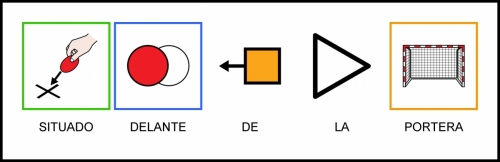 SITUADO DELANTE DE LA PORTERA